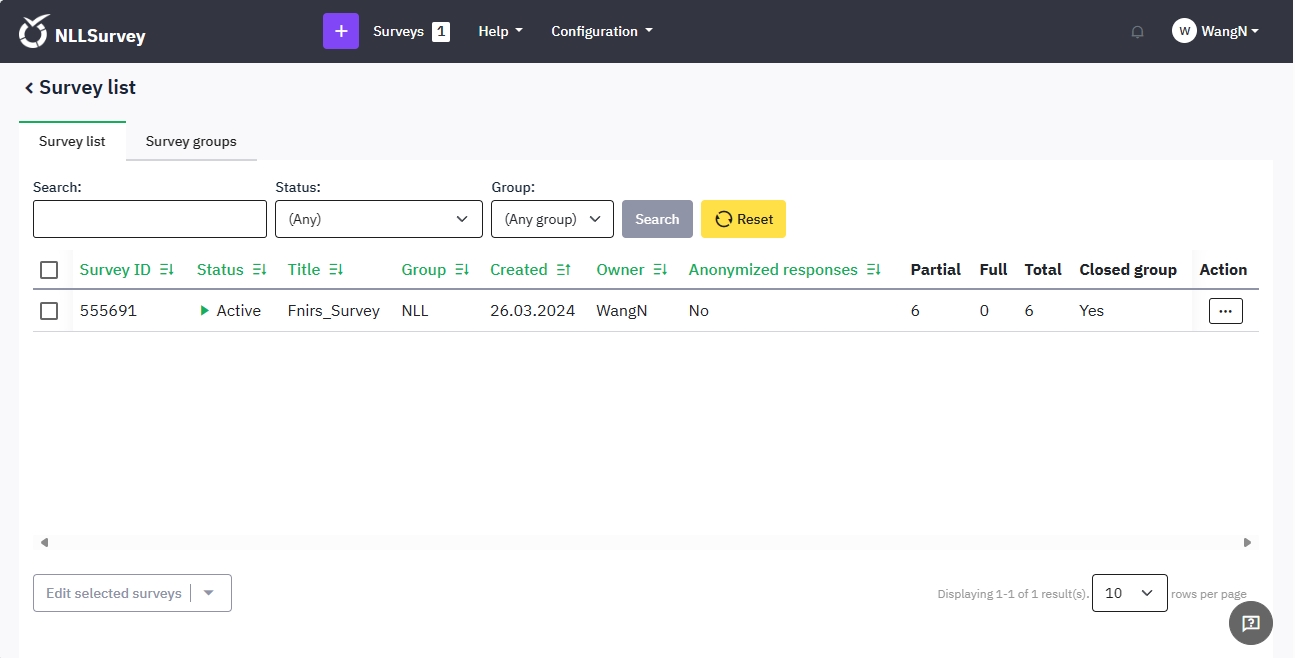 NLLSurvey
+ Surveys 1 Help Configuration W WangN
Survey list
Survey list Survey groups
Search: Status: Group:
(Any) (Any group) Search Reset
Survey ID Status Title Group Created Owner Anonymized responses Partial Full Total Closed group Action
555691 Active Fnirs_Survey NLL 26.03.2024 WangN No 6 0 6 Yes ...
Edit selected surveys Displaying 1-1 of 1 result(s). 10 rows per page
?